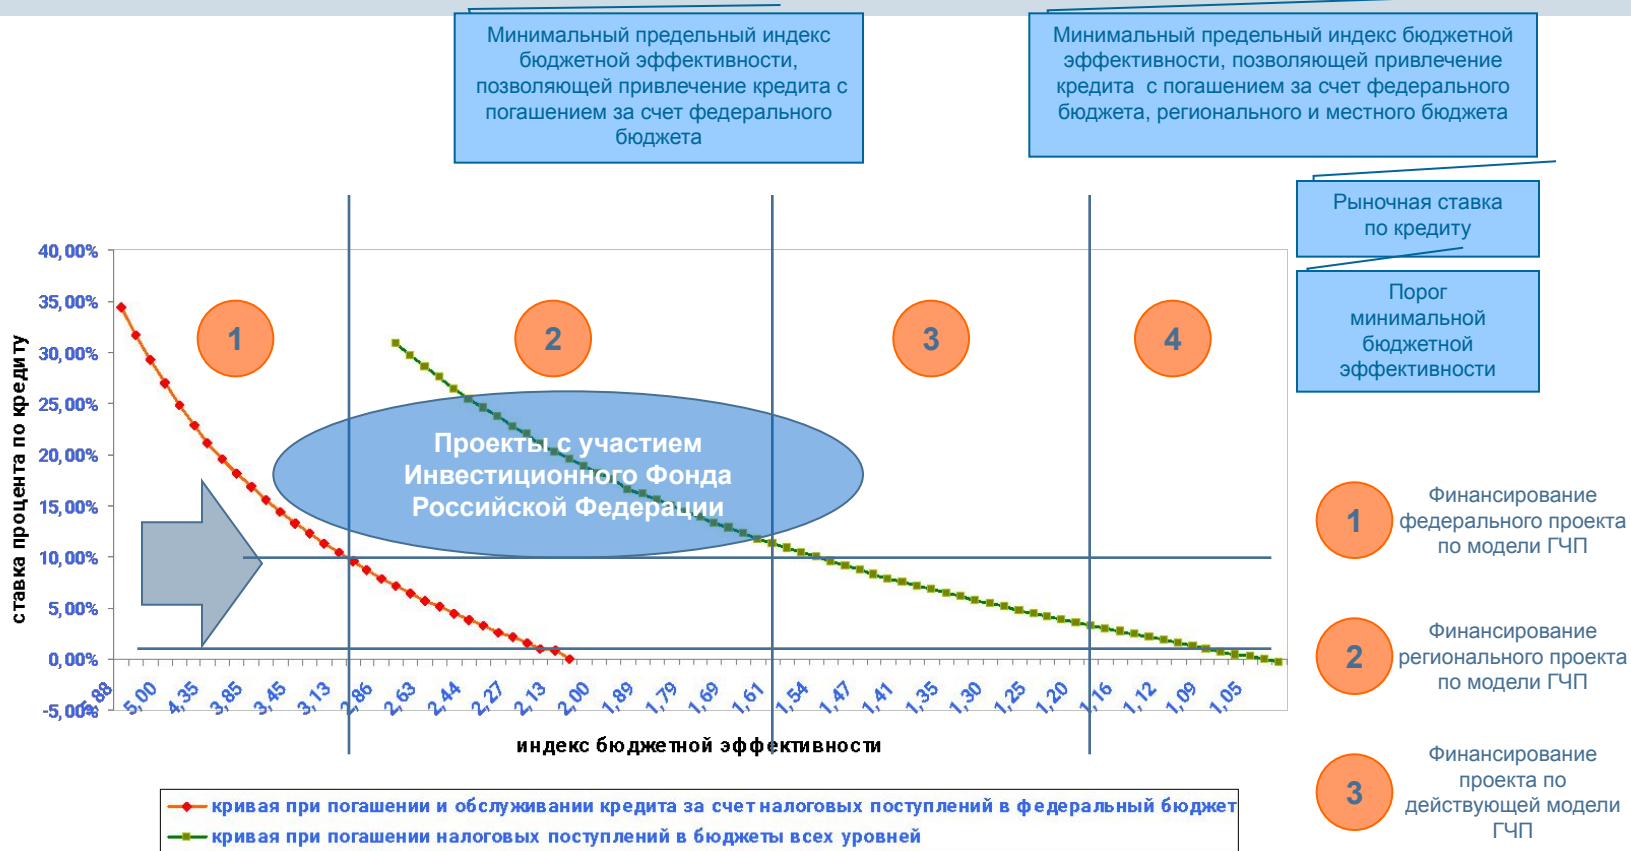 Минимальный предельный индекс
бюджетной эффективности,
позволяющей привлечение кредита с
погашением за счет федерального
бюджета
Минимальный предельный индекс бюджетной
эффективности, позволяющей привлечение
кредита с погашением за счет федерального
бюджета, регионального и местного бюджета
Рыночная ставка
по кредиту
Порог
минимальной
бюджетной
эффективности
ставка процента по кредиту
40,00%
35,00%
30,00%
25,00%
20,00%
15,00%
10,00%
5,00%
0,00%
-5,00%
1
2
3
4
Проекты с участием
Инвестиционного Фонда
Российской Федерации
5,88 5,00 4,35 3,85 3,45 3,13 2,86 2,63 2,44 2,27 2,13 2,00 1,89 1,79 1,69 1,61 1,54 1,47 1,41 1,35 1,30 1,25 1,20 1,16 1,12 1,09 1,05
индекс бюджетной эффективности
кривая при погашении и обслуживании кредита за счет налоговых поступлений в федеральный бюджет
кривая при погашении налоговых поступлений в бюджеты всех уровней
1
Финансирование
федерального проекта
по модели ГЧП
2
Финансирование
регионального проекта
по модели ГЧП
3
Финансирование
проекта по
действующей модели
ГЧП